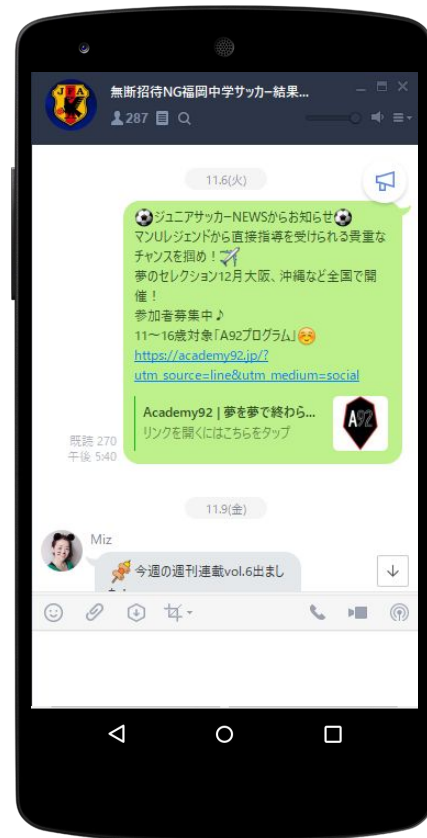 JFA
無断招待NG福岡中学サッカー結果...
287
11.6(火)
⚽ジュニアサッカーNEWSからお知らせ⚽
マンUレジェンドから直接指導を受けられる貴重な
チャンスを掴め！✈
夢のセレクション12月大阪、沖縄など全国で開
催！
参加者募集中♪
11～16歳対象「A92プログラム」☺
https://academy92.jp/?
utm_source=line&utm_medium=social
Academy92 | 夢を夢で終わら...
リンクを開くにはこちらをタップ
A92
既読 270
午後 5:40
11.9(金)
Miz
🍢今週の週刊連載vol.6出まし